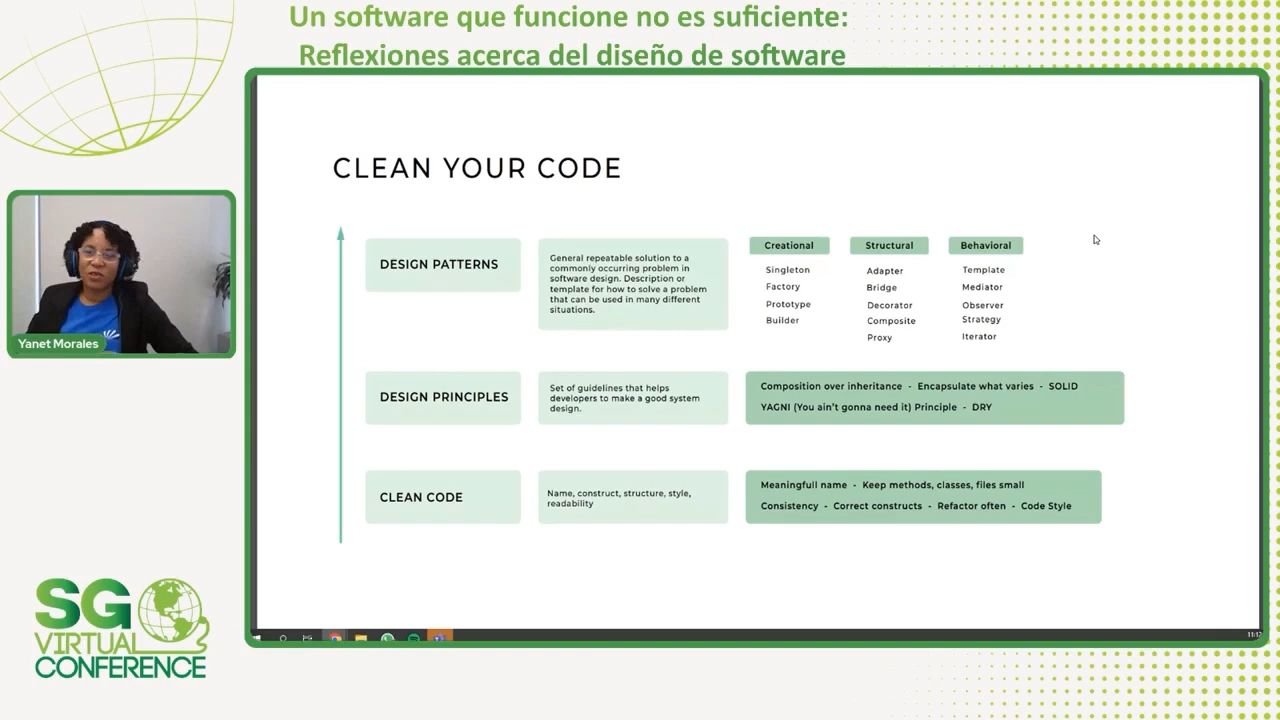 Un software que funcione no es suficiente:
Reflexiones acerca del diseño de software
CLEAN YOUR CODE
DESIGN PATTERNS
General repeatable solution to a
commonly occurring problem in
software design. Description or
template for how to solve a problem
that can be used in many different
situations.
Creational
Singleton
Factory
Prototype
Builder
Structural
Adapter
Bridge
Decorator
Composite
Proxy
Behavioral
Template
Mediator
Observer
Strategy
Iterator
DESIGN PRINCIPLES
Set of guidelines that helps
developers to make a good system
design.
Composition over inheritance - Encapsulate what varies - SOLID
YAGNI (You ain't gonna need it) Principle - DRY
CLEAN CODE
Name, construct, structure, style,
readability
Meaningfull name - Keep methods, classes, files small
Consistency - Correct constructs - Refactor often - Code Style
Yanet Morales
SG
VIRTUAL
CONFERENCE